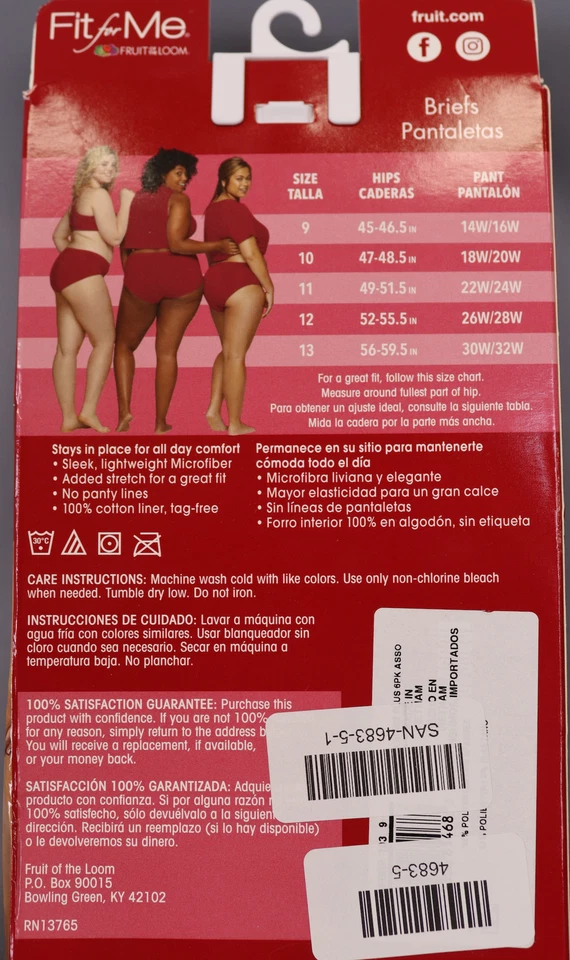 Fit for Me®
FRUIT OF THE LOOM®
fruit.com
Briefs
Pantaletas
SIZE HIPS PANT
TALLA CADERAS PANTALÓN
9 45-46.5 IN 14W/16W
10 47-48.5 IN 18W/20W
11 49-51.5 IN 22W/24W
12 52-55.5 IN 26W/28W
13 56-59.5 IN 30W/32W
For a great fit, follow this size chart.
Measure around fullest part of hip.
Para obtener un ajuste ideal, consulte la siguiente tabla.
Mida la cadera por la parte más ancha.
Stays in place for all day comfort
• Sleek, lightweight Microfiber
• Added stretch for a great fit
• No panty lines
• 100% cotton liner, tag-free
Permanece en su sitio para mantenerte
cómoda todo el día
• Microfibra liviana y elegante
• Mayor elasticidad para un gran calce
• Sin líneas de pantaletas
• Forro interior 100% en algodón, sin etiqueta
30°C
CARE INSTRUCTIONS: Machine wash cold with like colors. Use only non-chlorine bleach
when needed. Tumble dry low. Do not iron.
INSTRUCCIONES DE CUIDADO: Lavar a máquina con
agua fría con colores similares. Usar blanqueador sin
cloro cuando sea necesario. Secar en máquina a
temperatura baja. No planchar.
100% SATISFACTION GUARANTEE: Purchase this
product with confidence. If you are not 100%
for any reason, simply return to the address b
You will receive a replacement, if available,
or your money back.
SATISFACCIÓN 100% GARANTIZADA: Adquie
producto con confianza. Si por alguna razón
100% satisfecho, sólo devuélvalo a la siguien
dirección. Recibirá un reemplazo (si lo hay disponible)
o le devolveremos su dinero.
Fruit of the Loom
P.O. Box 90015
Bowling Green, KY 42102
RN13765
US 6PK ASSO
IN
AM
O EN
AM
IMPORTADOS
SAN-4683-5-1
468
% POL
POLIE
4683-5